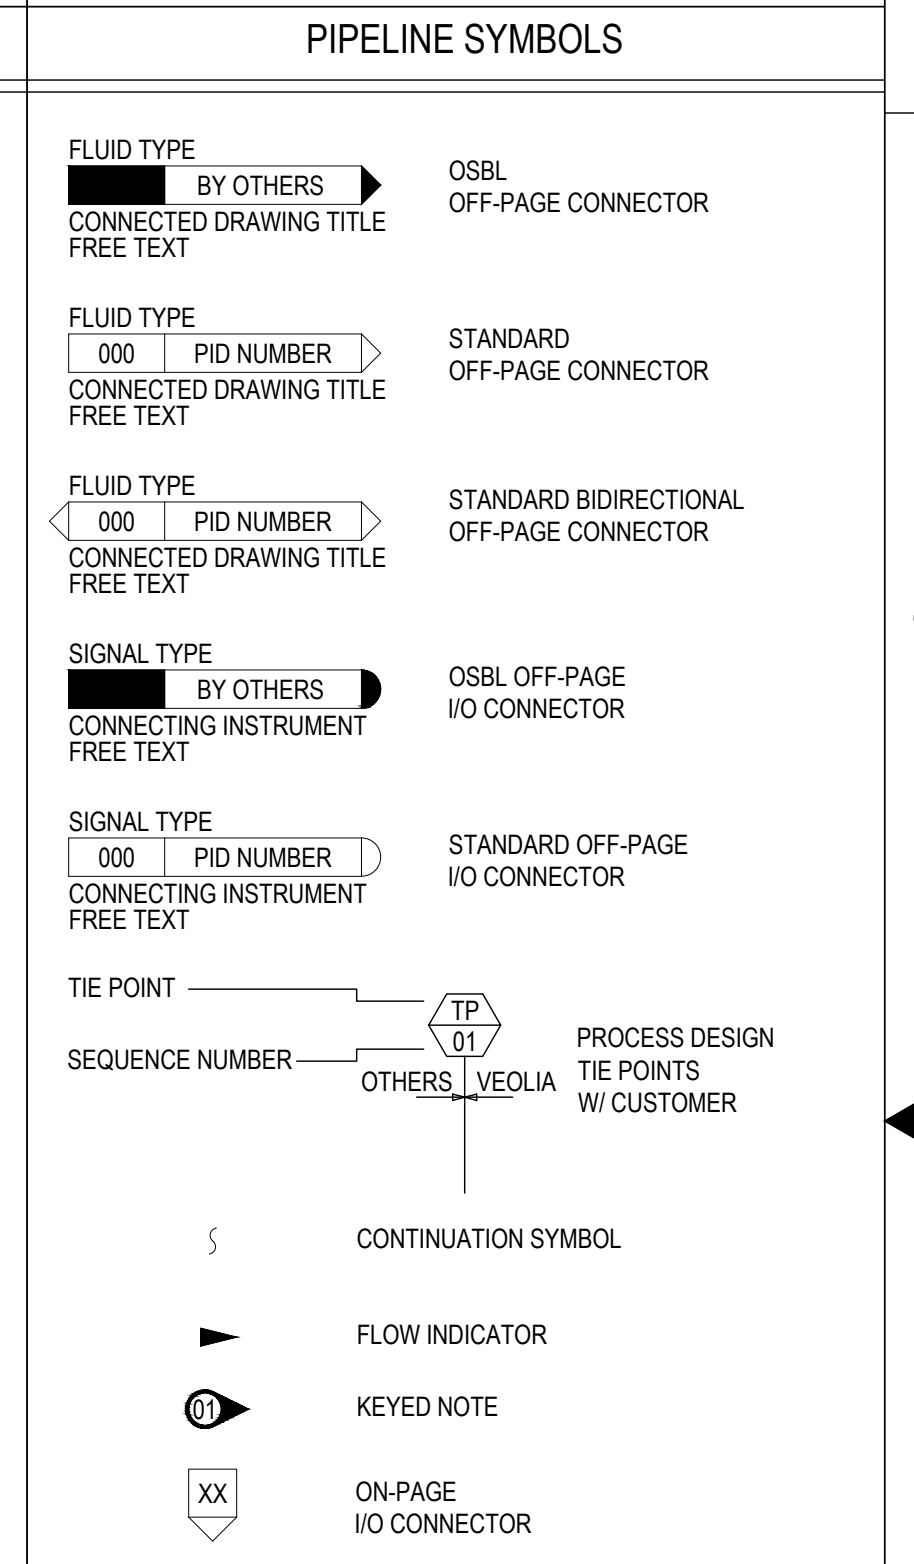 PIPELINE SYMBOLS
FLUID TYPE
BY OTHERS
CONNECTED DRAWING TITLE
FREE TEXT
OSBL
OFF-PAGE CONNECTOR
FLUID TYPE
000 PID NUMBER
CONNECTED DRAWING TITLE
FREE TEXT
STANDARD
OFF-PAGE CONNECTOR
FLUID TYPE
000 PID NUMBER
CONNECTED DRAWING TITLE
FREE TEXT
STANDARD BIDIRECTIONAL
OFF-PAGE CONNECTOR
SIGNAL TYPE
BY OTHERS
CONNECTING INSTRUMENT
FREE TEXT
OSBL OFF-PAGE
I/O CONNECTOR
SIGNAL TYPE
000 PID NUMBER
CONNECTING INSTRUMENT
FREE TEXT
STANDARD OFF-PAGE
I/O CONNECTOR
TIE POINT
SEQUENCE NUMBER
TP
01
OTHERS VEOLIA
PROCESS DESIGN
TIE POINTS
W/ CUSTOMER
CONTINUATION SYMBOL
FLOW INDICATOR
01 KEYED NOTE
XX
ON-PAGE
I/O CONNECTOR